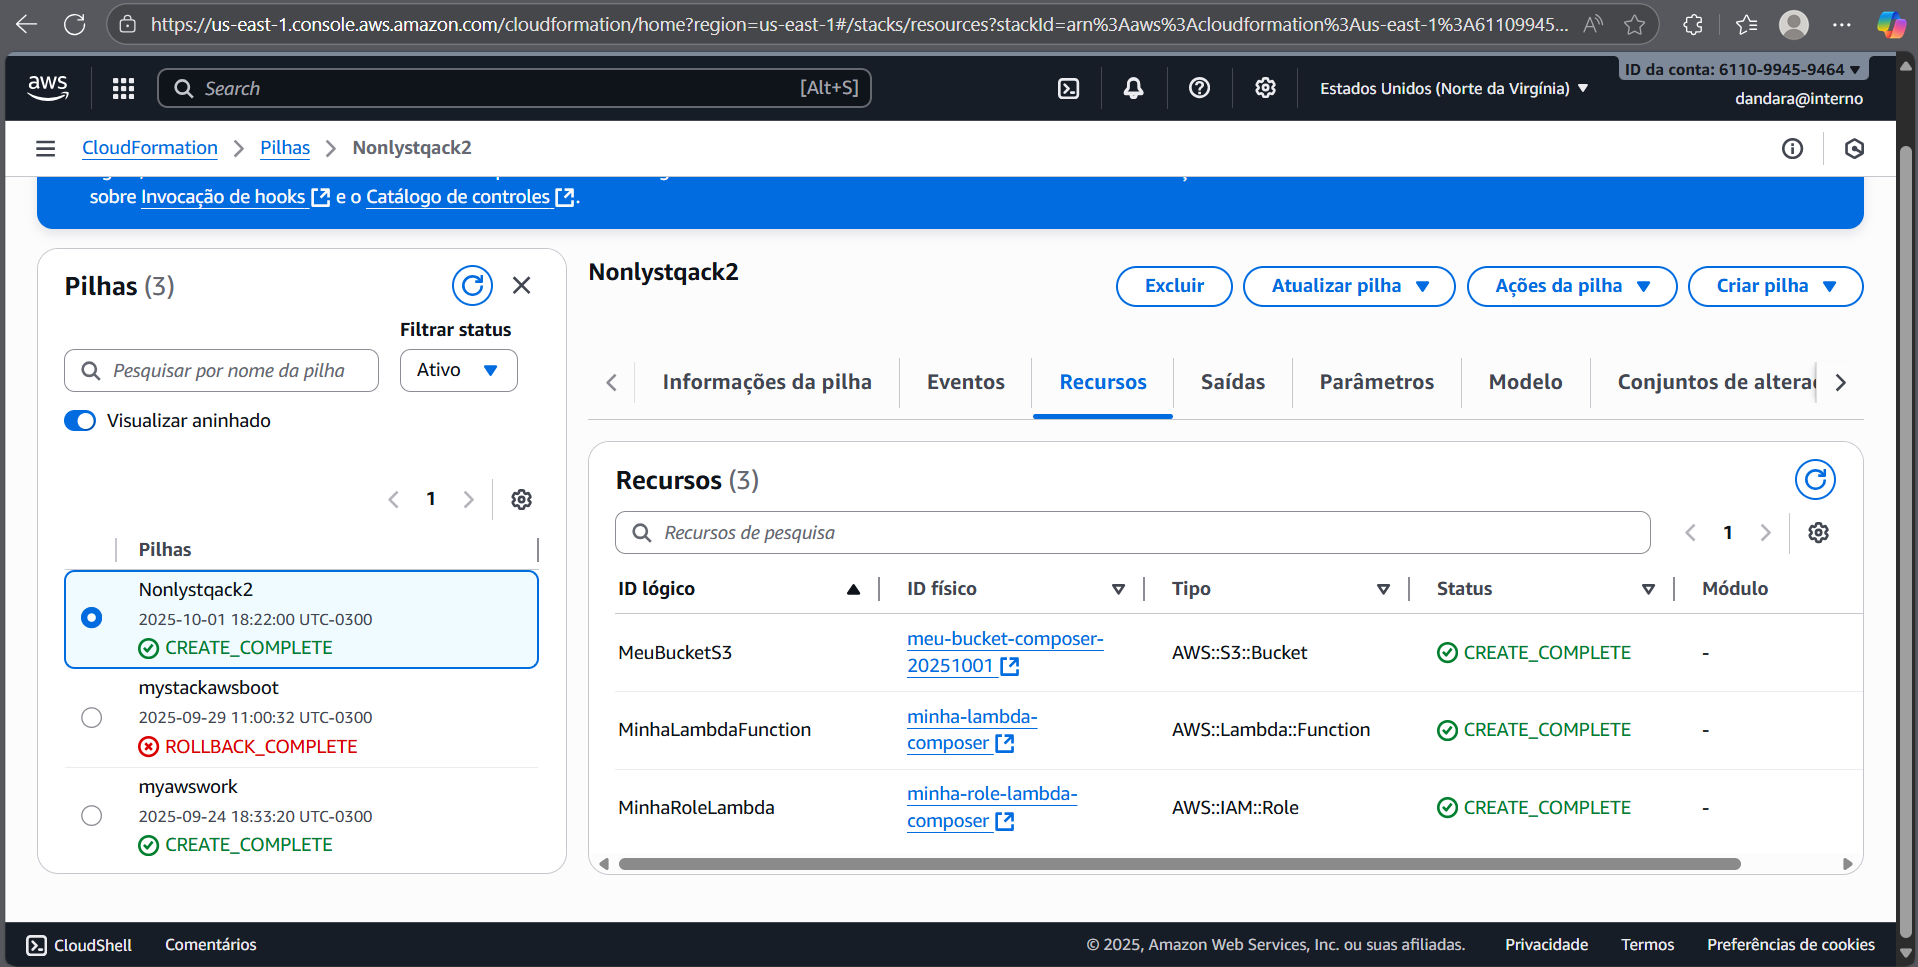 https://us-east-1.console.aws.amazon.com/cloudformation/home?region=us-east-1#/stacks/resources?stackId=arn%3Aaws%3Acloudformation%3Aus-east-1%3A61109945...
aws
Search
[Alt+S]
Estados Unidos (Norte da Virgínia)
ID da conta: 6110-9945-9464
dandara@interno
CloudFormation
Pilhas
Nonlystqack2
sobre Invocação de hooks e o Catálogo de controles.
Pilhas (3)
Filtrar status
Pesquisar por nome da pilha
Ativo
Visualizar aninhado
1
Pilhas
Nonlystqack2
2025-10-01 18:22:00 UTC-0300
CREATE_COMPLETE
mystackawsboot
2025-09-29 11:00:32 UTC-0300
ROLLBACK_COMPLETE
myawswork
2025-09-24 18:33:20 UTC-0300
CREATE_COMPLETE
Nonlystqack2
Excluir
Atualizar pilha
Ações da pilha
Criar pilha
Informações da pilha
Eventos
Recursos
Saídas
Parâmetros
Modelo
Conjuntos de altera
Recursos (3)
Recursos de pesquisa
1
ID lógico
ID físico
Tipo
Status
Módulo
MeuBucketS3
meu-bucket-composer-
20251001
AWS::S3::Bucket
CREATE_COMPLETE
-
MinhaLambdaFunction
minha-lambda-
composer
AWS::Lambda::Function
CREATE_COMPLETE
-
MinhaRoleLambda
minha-role-lambda-
composer
AWS::IAM::Role
CREATE_COMPLETE
-
CloudShell
Comentários
© 2025, Amazon Web Services, Inc. ou suas afiliadas.
Privacidade
Termos
Preferências de cookies